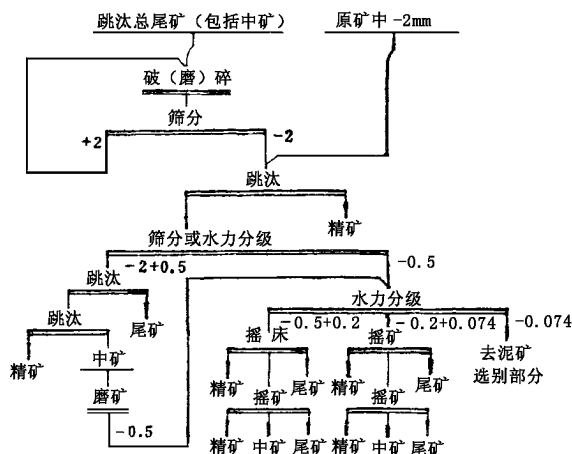 跳汰总尾矿（包括中矿） 原矿中-2mm
破（磨）碎
筛分
+2 -2
跳汰
精矿
筛分或水力分级
-2+0.5 -0.5
跳汰
水力分级
跳汰 尾矿
摇床 -0.5+0.2 摇矿 -0.2+0.074 -0.074
精矿 中矿 去泥矿
选别部分
精矿 摇矿 尾矿 精矿 摇矿 尾矿
磨矿
-0.5
精矿 中矿 尾矿 精矿 中矿 尾矿